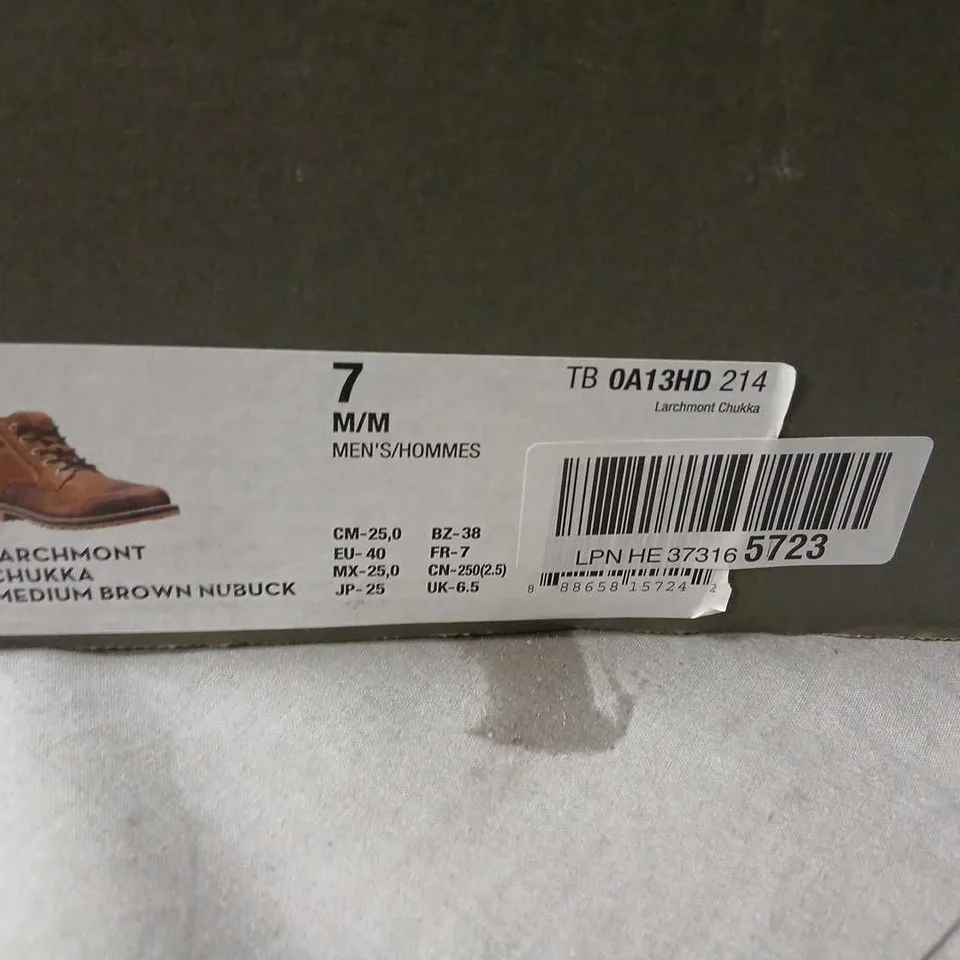 7
M/M
MEN'S/HOMMES
TB 0A13HD 214
Larchmont Chukka
CM-25,0 BZ-38
EU-40 FR-7
MX-25,0 CN-250(2.5)
JP-25 UK-6.5
LPN HE 37316 5723
8 88658 15724 2
ARCHMONT
CHUKKA
MEDIUM BROWN NUBUCK